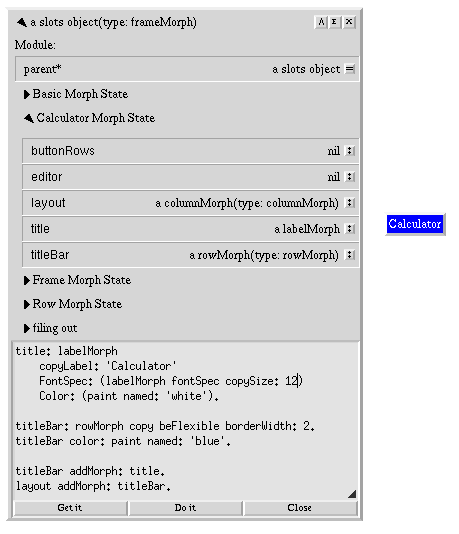 a slots object(type: frameMorph)
Module:
parent* a slots object =
Basic Morph State
Calculator Morph State
buttonRows nil
editor nil
layout a columnMorph(type: columnMorph)
title a labelMorph
titleBar a rowMorph(type: rowMorph)
Frame Morph State
Row Morph State
filing out
title: labelMorph
copyLabel: 'Calculator'
FontSpec: (labelMorph fontSpec copySize: 12)
Color: (paint named: 'white').
titleBar: rowMorph copy beFlexible borderWidth: 2.
titleBar color: paint named: 'blue'.
titleBar addMorph: title.
layout addMorph: titleBar.
Get it Do it Close
Calculator